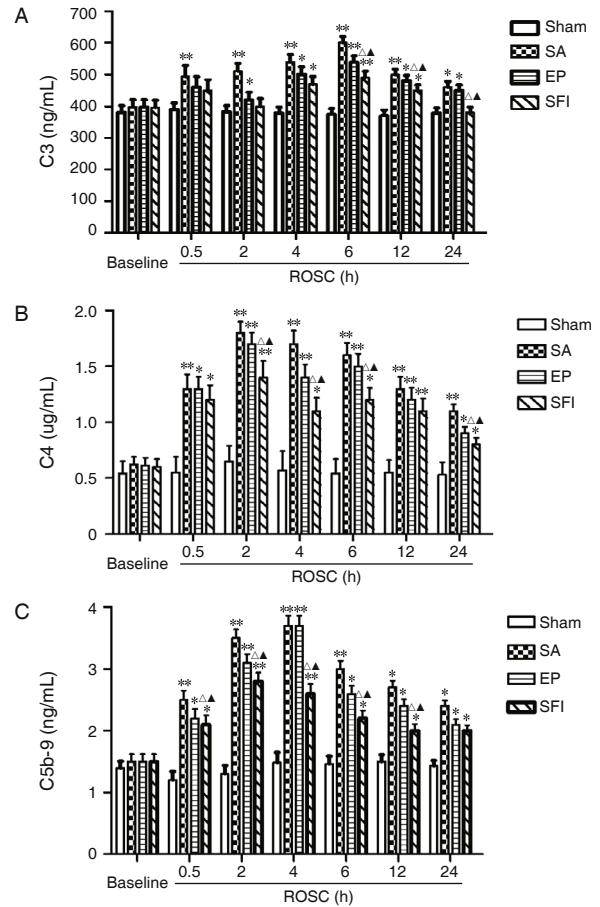 A
C3 (ng/mL)
700
600
500
400
300
200
100
0
** ** ** ** ** *
* * * * △▲ ** * △▲ * * △▲
Sham
SA
EP
SFI
Baseline 0.5 2 4 6 12 24
ROSC (h)
B
C4 (ug/mL)
2.0
1.5
1.0
0.5
0
** * * ** ** △▲ ** ** ** △▲ * ** ** △▲ * ** ** ** ** * △▲ *
Sham
SA
EP
SFI
Baseline 0.5 2 4 6 12 24
ROSC (h)
C
C5b-9 (ng/mL)
4
3
2
1
0
** * △▲ * ** ** △▲ ** ** ** △▲ ** ** * △▲ * * * △▲ * * * *
Sham
SA
EP
SFI
Baseline 0.5 2 4 6 12 24
ROSC (h)